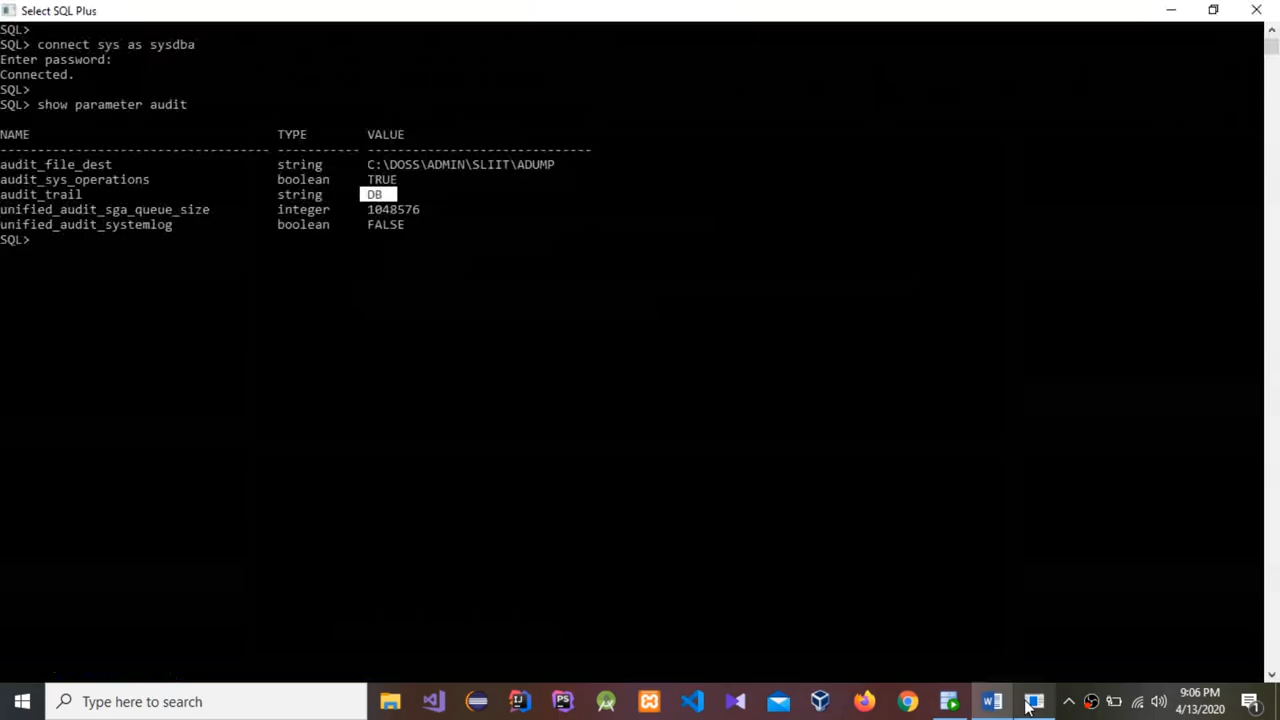 Select SQL Plus
SQL>
SQL> connect sys as sysdba
Enter password:
Connected.
SQL>
SQL> show parameter audit
NAME TYPE VALUE
------------------------------------ ----------- ------------------------------
audit_file_dest string C:\DOSS\ADMIN\SLIIT\ADUMP
audit_sys_operations boolean TRUE
audit_trail string DB
unified_audit_sga_queue_size integer 1048576
unified_audit_systemlog boolean FALSE
SQL>
Type here to search
9:06 PM
4/13/2020